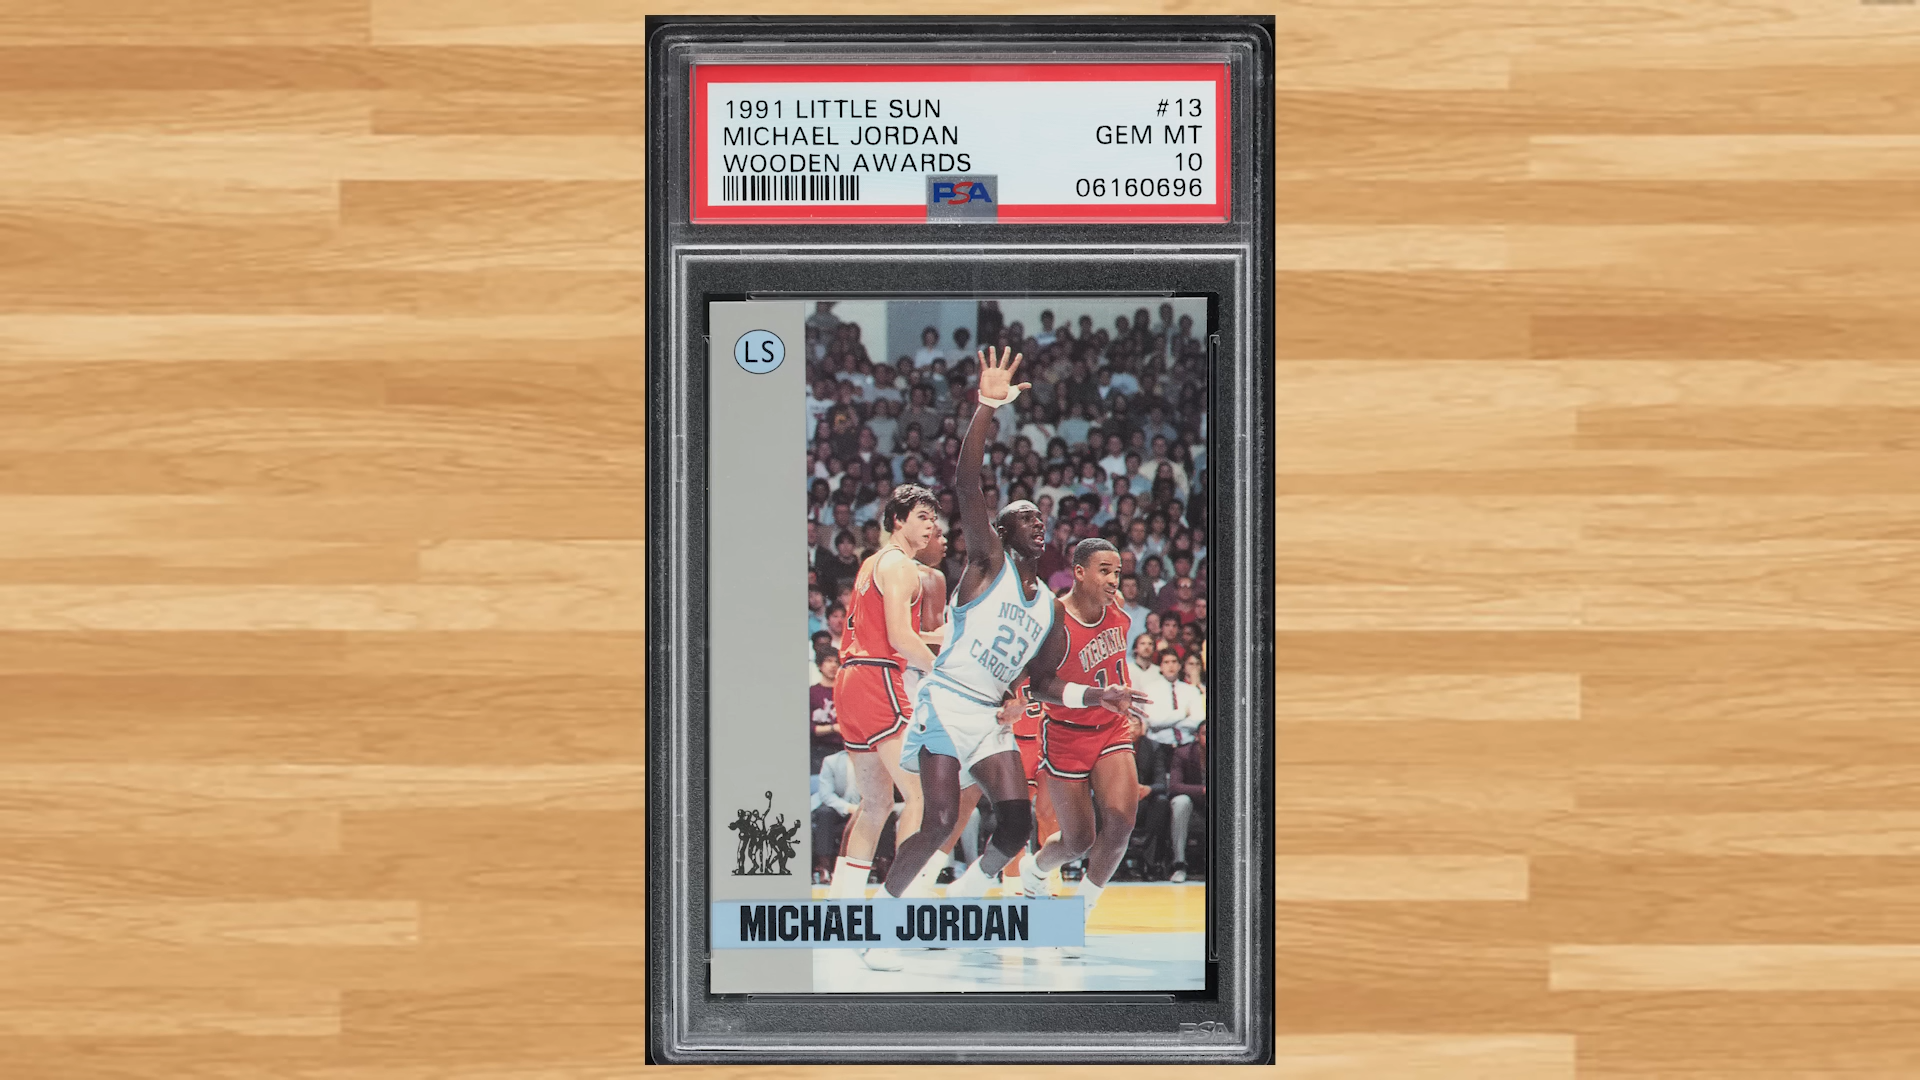 1991 LITTLE SUN #13
MICHAEL JORDAN GEM MT
WOODEN AWARDS 10
PSA 06160696
LS
NORTH
23
VIRGINIA
11
5
MICHAEL JORDAN
PSA